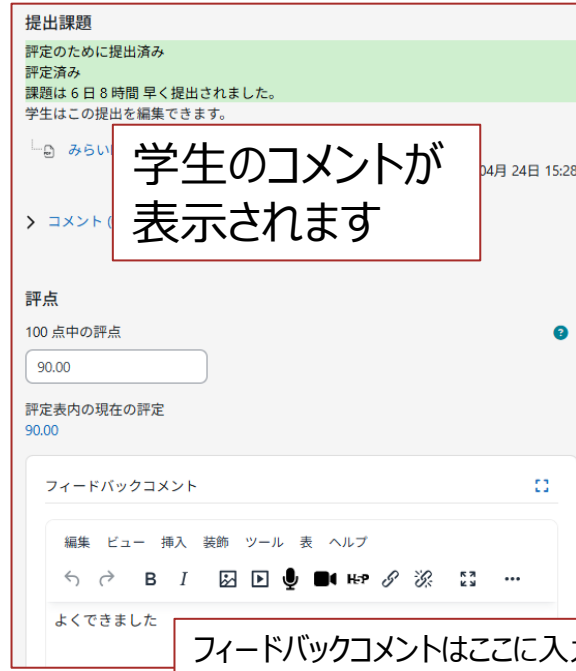 提出課題
評定のために提出済み
評定済み
課題は 6 日 8 時間 早く提出されました。
学生はこの提出を編集できます。
みらい
04月 24日 15:28
学生のコメントが
表示されます
コメント (
評点
100 点中の評点
90.00
評定表内の現在の評定
90.00
フィードバックコメント
編集 ビュー 挿入 装飾 ツール 表 ヘルプ
B I H-P ...
よくできました
フィードバックコメントはここに入